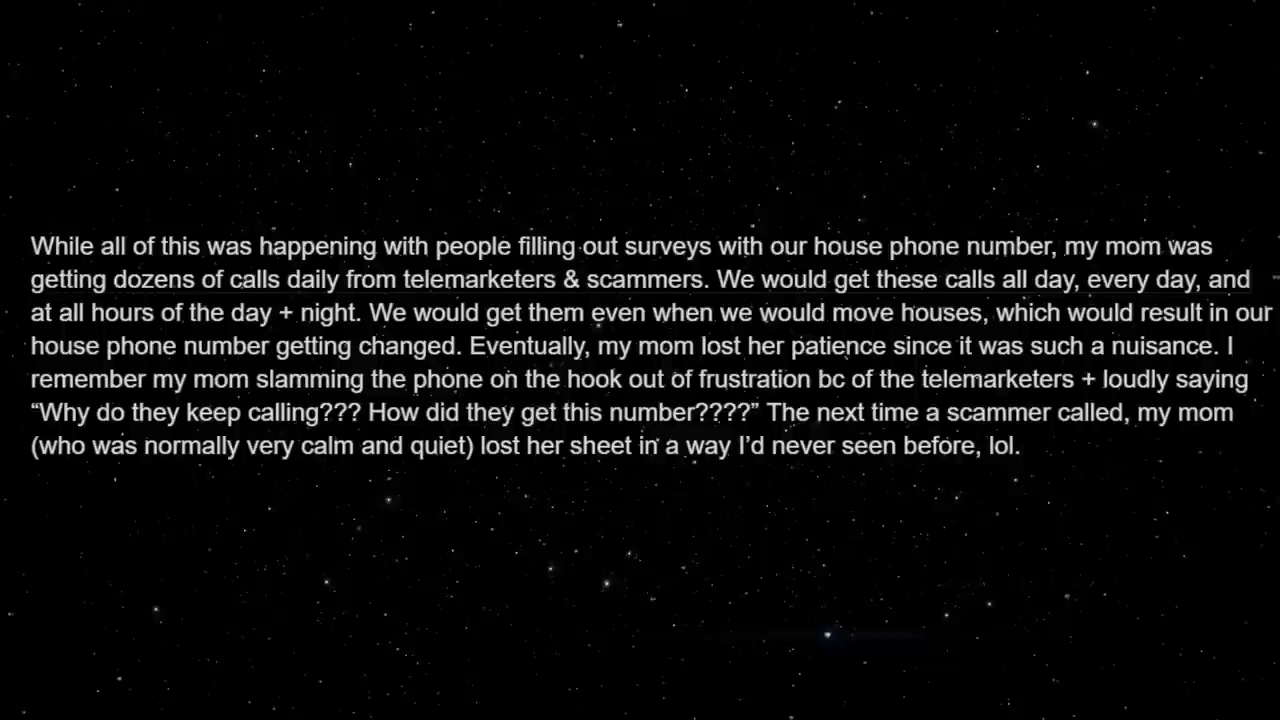 While all of this was happening with people filling out surveys with our house phone number, my mom was
getting dozens of calls daily from telemarketers & scammers. We would get these calls all day, every day, and
at all hours of the day + night. We would get them even when we would move houses, which would result in our
house phone number getting changed. Eventually, my mom lost her patience since it was such a nuisance. I
remember my mom slamming the phone on the hook out of frustration bc of the telemarketers + loudly saying
“Why do they keep calling??? How did they get this number????” The next time a scammer called, my mom
(who was normally very calm and quiet) lost her sheet in a way I’d never seen before, lol.